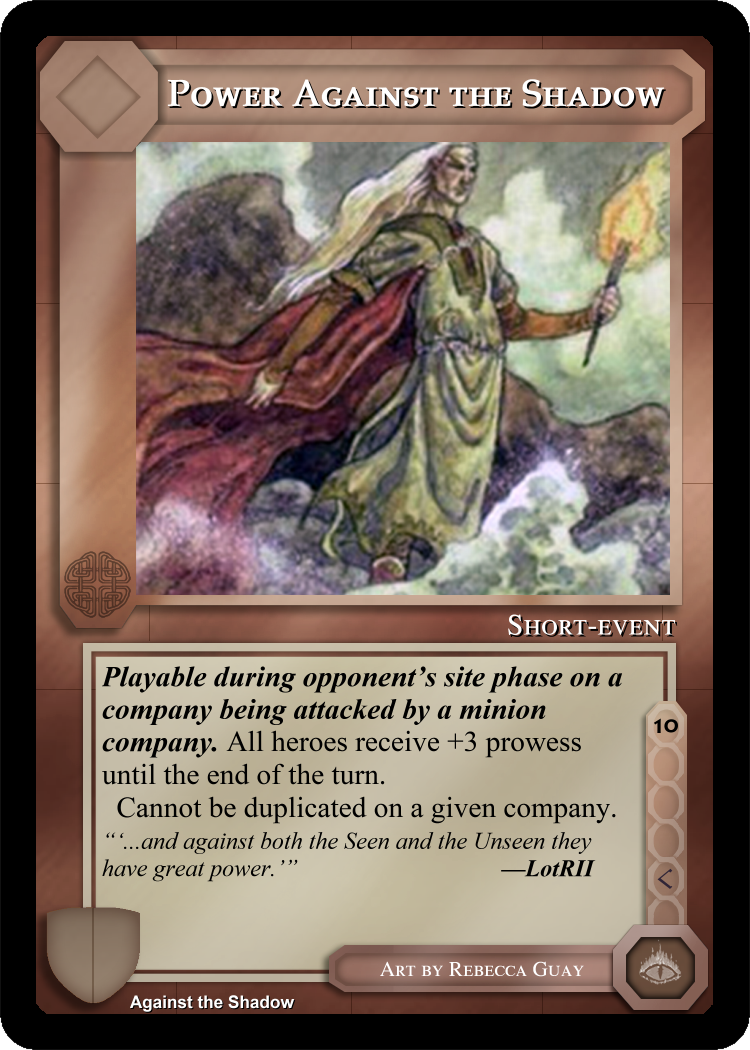 Power Against the Shadow
Short-event
Playable during opponent’s site phase on a
company being attacked by a minion
company. All heroes receive +3 prowess
until the end of the turn.
Cannot be duplicated on a given company.
“‘...and against both the Seen and the Unseen they
have great power.’” —LotRII
10
Art by Rebecca Guay
Against the Shadow